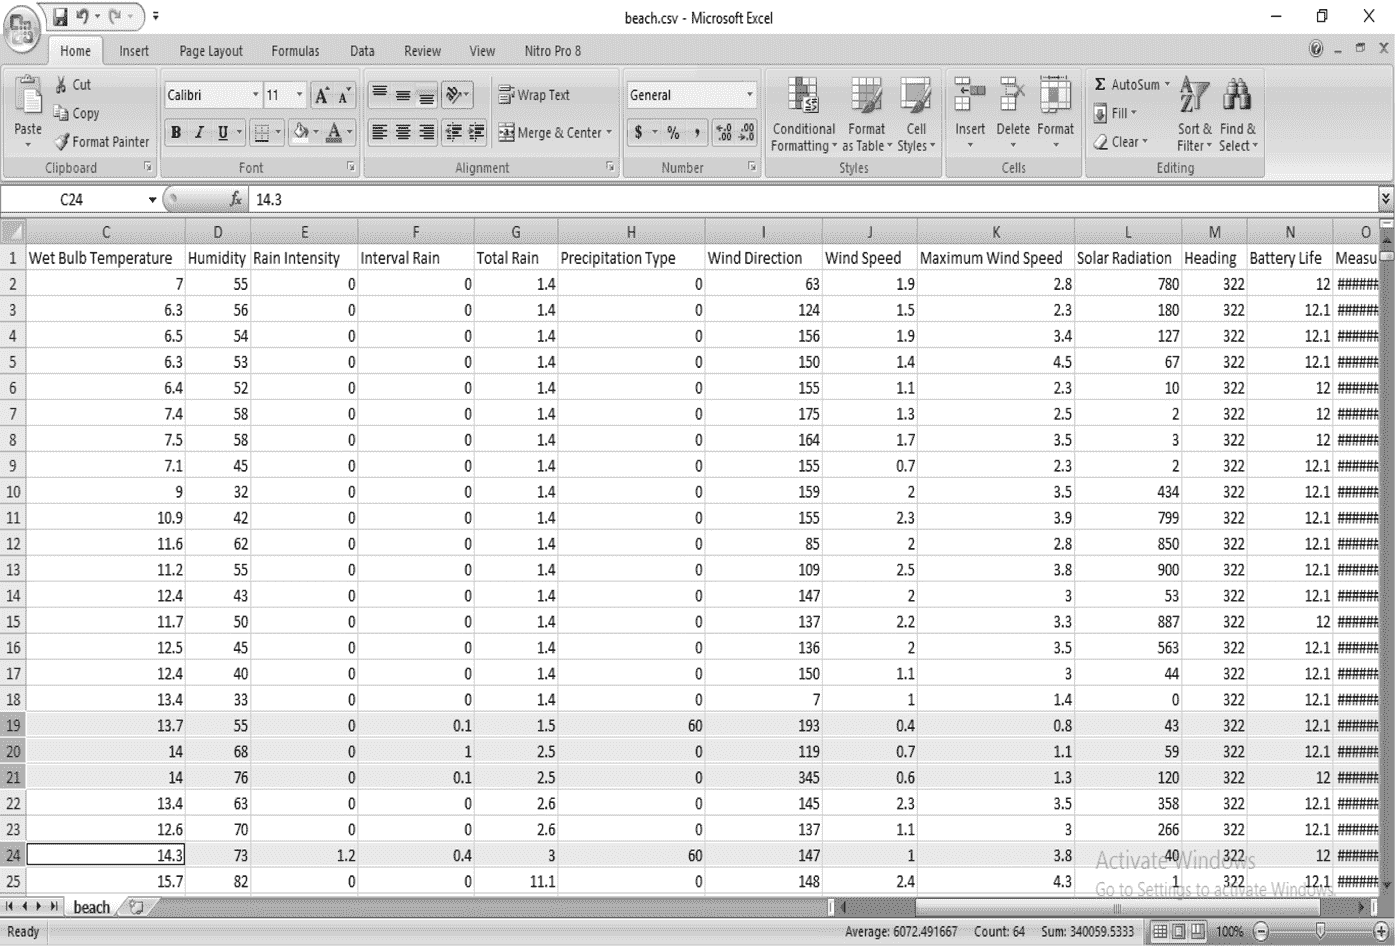 beach.csv - Microsoft Excel
Home Insert Page Layout Formulas Data Review View Nitro Pro 8
Paste Cut Copy Format Painter Calibri 11 B I U Wrap Text Merge & Center General $ % , Conditional Formatting Format as Table Cell Styles Insert Delete Format Σ AutoSum Fill Clear Sort & Filter Find & Select
Clipboard Font Alignment Number Styles Cells Editing
C24 fx 14.3
C D E F G H I J K L M N O
1 Wet Bulb Temperature Humidity Rain Intensity Interval Rain Total Rain Precipitation Type Wind Direction Wind Speed Maximum Wind Speed Solar Radiation Heading Battery Life Measu
2 7 55 0 0 1.4 0 63 1.9 2.8 780 322 12 ######
3 6.3 56 0 0 1.4 0 124 1.5 2.3 180 322 12.1 ######
4 6.5 54 0 0 1.4 0 156 1.9 3.4 127 322 12.1 ######
5 6.3 53 0 0 1.4 0 150 1.4 4.5 67 322 12.1 ######
6 6.4 52 0 0 1.4 0 155 1.1 2.3 10 322 12 ######
7 7.4 58 0 0 1.4 0 175 1.3 2.5 2 322 12 ######
8 7.5 58 0 0 1.4 0 164 1.7 3.5 3 322 12 ######
9 7.1 45 0 0 1.4 0 155 0.7 2.3 2 322 12.1 ######
10 9 32 0 0 1.4 0 159 2 3.5 434 322 12.1 ######
11 10.9 42 0 0 1.4 0 155 2.3 3.9 799 322 12.1 ######
12 11.6 62 0 0 1.4 0 85 2 2.8 850 322 12.1 ######
13 11.2 55 0 0 1.4 0 109 2.5 3.8 900 322 12.1 ######
14 12.4 43 0 0 1.4 0 147 2 3 53 322 12.1 ######
15 11.7 50 0 0 1.4 0 137 2.2 3.3 887 322 12 ######
16 12.5 45 0 0 1.4 0 136 2 3.5 563 322 12.1 ######
17 12.4 40 0 0 1.4 0 150 1.1 3 44 322 12.1 ######
18 13.4 33 0 0 1.4 0 7 1 1.4 0 322 12.1 ######
19 13.7 55 0 0.1 1.5 60 193 0.4 0.8 43 322 12.1 ######
20 14 68 0 1 2.5 0 119 0.7 1.1 59 322 12.1 ######
21 14 76 0 0.1 2.5 0 345 0.6 1.3 120 322 12 ######
22 13.4 63 0 0 2.6 0 145 2.3 3.5 358 322 12.1 ######
23 12.6 70 0 0 2.6 0 137 1.1 3 266 322 12.1 ######
24 14.3 73 1.2 0.4 3 60 147 1 3.8 40 322 12 ######
25 15.7 82 0 0 11.1 0 148 2.4 4.3 1 322 12.1 ######
Activate Windows
Go to Settings to activate Windows.
beach
Ready Average: 6072.491667 Count: 64 Sum: 340059.5333 100%